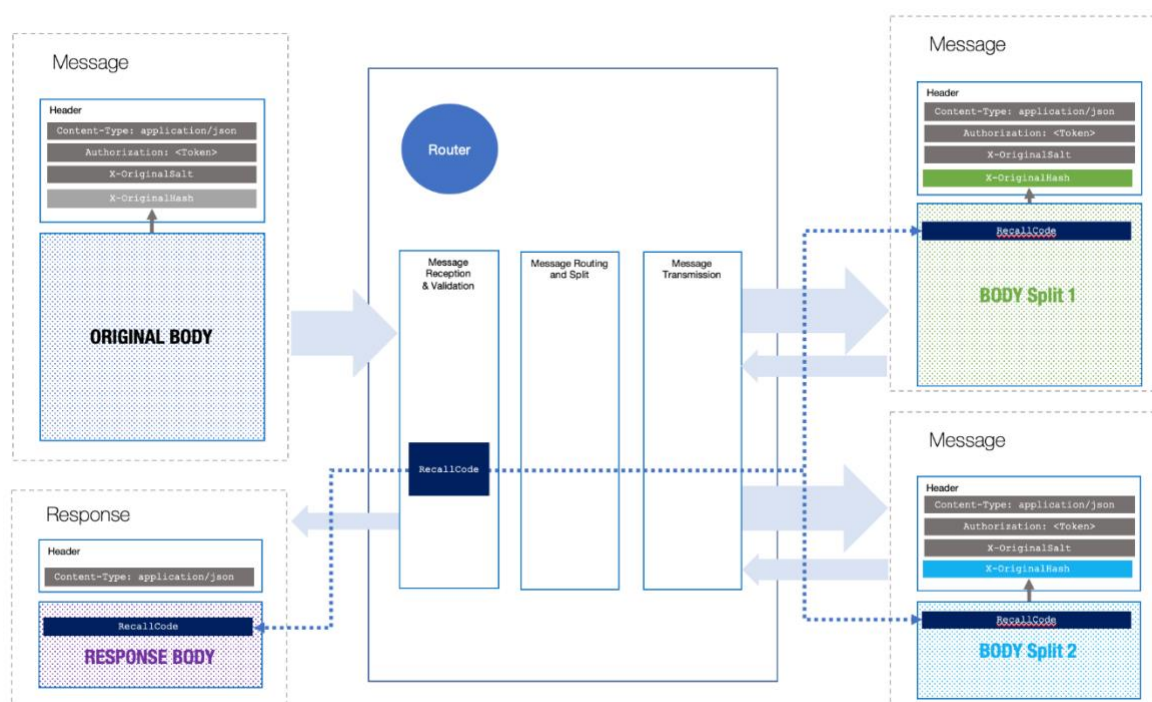 Message
Header
Content-Type: application/json
Authorization: <Token>
X-OriginalSalt
X-OriginalHash
ORIGINAL BODY
Response
Header
Content-Type: application/json
RecallCode
RESPONSE BODY
Router
Message
Reception
& Validation
Message Routing
and Split
Message
Transmission
RecallCode
Message
Header
Content-Type: application/json
Authorization: <Token>
X-OriginalSalt
X-OriginalHash
RecallCode
BODY Split 1
Message
Header
Content-Type: application/json
Authorization: <Token>
X-OriginalSalt
X-OriginalHash
RecallCode
BODY Split 2